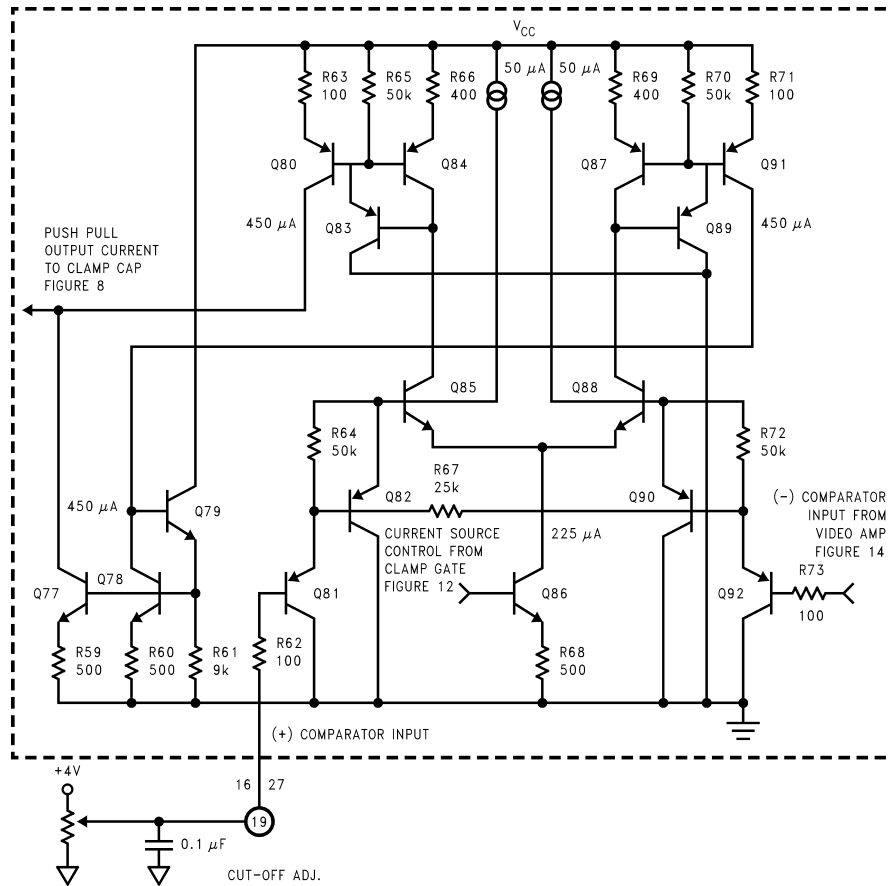 VCC
R63
100
R65
50k
R66
400
50 µA
50 µA
R69
400
R70
50k
R71
100
Q80
Q84
Q87
Q91
450 µA
Q83
Q89
450 µA
PUSH PULL
OUTPUT CURRENT
TO CLAMP CAP
FIGURE 8
Q85
Q88
R64
50k
R67
25k
R72
50k
450 µA
Q79
Q82
Q90
(−) COMPARATOR
INPUT FROM
VIDEO AMP
FIGURE 14
CURRENT SOURCE
CONTROL FROM
CLAMP GATE
FIGURE 12
225 µA
Q77
Q78
Q81
Q86
Q92
R73
100
R59
500
R60
500
R61
9k
R62
100
R68
500
(+) COMPARATOR INPUT
+4V
16
27
19
0.1 µF
CUT-OFF ADJ.